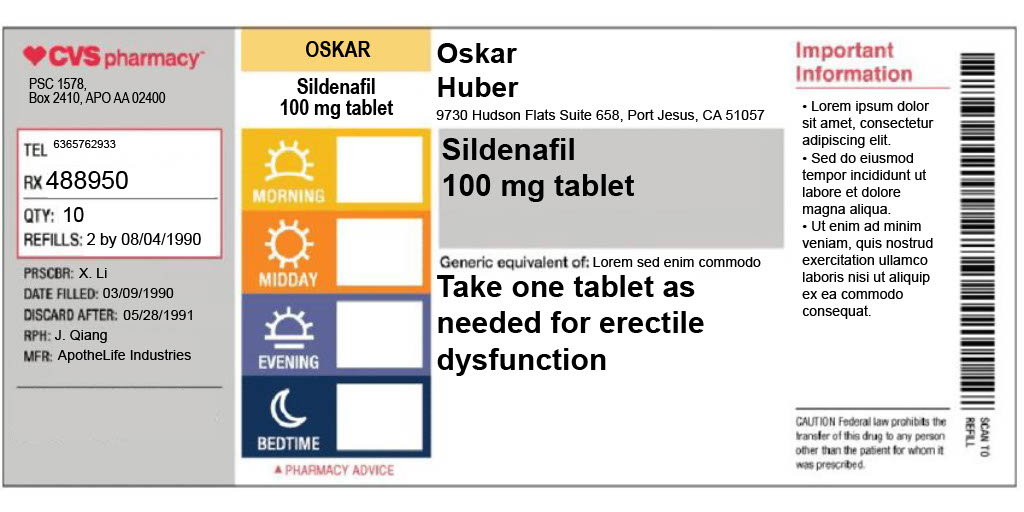 CVS pharmacy
PSC 1578,
Box 2410, APO AA 02400
TEL 6365762933
RX 488950
QTY: 10
REFILLS: 2 by 08/04/1990
PRSCBR: X. Li
DATE FILLED: 03/09/1990
DISCARD AFTER: 05/28/1991
RPH: J. Qiang
MFR: ApotheLife Industries
OSKAR
Sildenafil
100 mg tablet
MORNING
MIDDAY
EVENING
BEDTIME
▲ PHARMACY ADVICE
Oskar
Huber
9730 Hudson Flats Suite 658, Port Jesus, CA 51057
Sildenafil
100 mg tablet
Generic equivalent of: Lorem sed enim commodo
Take one tablet as
needed for erectile
dysfunction
Important
Information
• Lorem ipsum dolor
sit amet, consectetur
adipiscing elit.
• Sed do eiusmod
tempor incididunt ut
labore et dolore
magna aliqua.
• Ut enim ad minim
veniam, quis nostrud
exercitation ullamco
laboris nisi ut aliquip
ex ea commodo
consequat.
CAUTION Federal law prohibits the
transfer of this drug to any person
other than the patient for whom it
was prescribed.
SCAN TO
REFILL